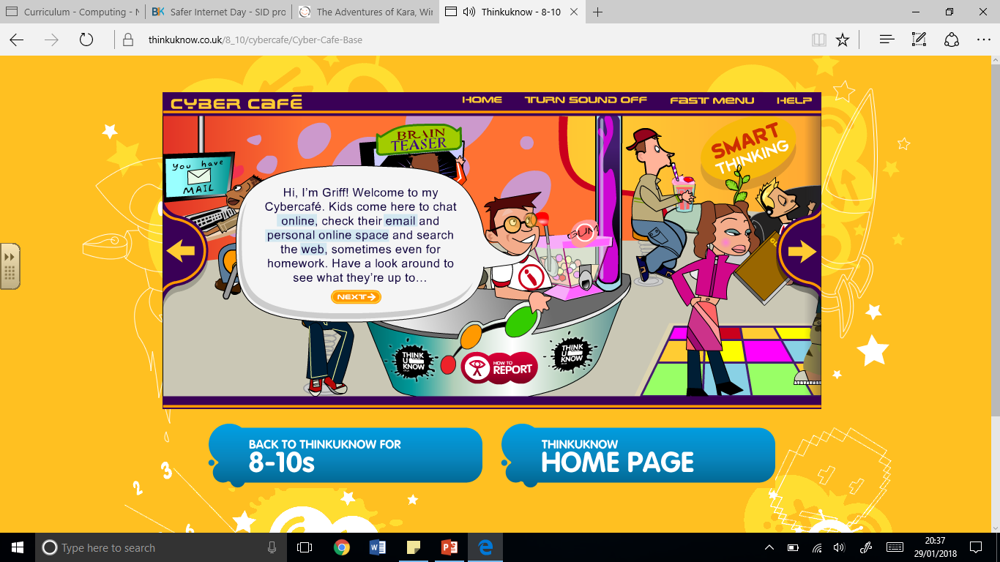 Curriculum - Computing - N
BK Safer Internet Day - SID pro
The Adventures of Kara, Win
Thinkuknow - 8-10
thinkuknow.co.uk/8_10/cybercafe/Cyber-Cafe-Base
CYBER CAFÉ
HOME
TURN SOUND OFF
FAST MENU
HELP
BRAIN
TEASER
SMART
THINKING
You have
MAIL
Hi, I'm Griff! Welcome to my
Cybercafé. Kids come here to chat
online, check their email and
personal online space and search
the web, sometimes even for
homework. Have a look around to
see what they're up to…
NEXT
GUM
THINK
U
KNOW
HOW TO
REPORT
THINK
U
KNOW
BACK TO THINKUKNOW FOR
8-10s
THINKUKNOW
HOME PAGE
2
3
6
Type here to search
20:37
29/01/2018